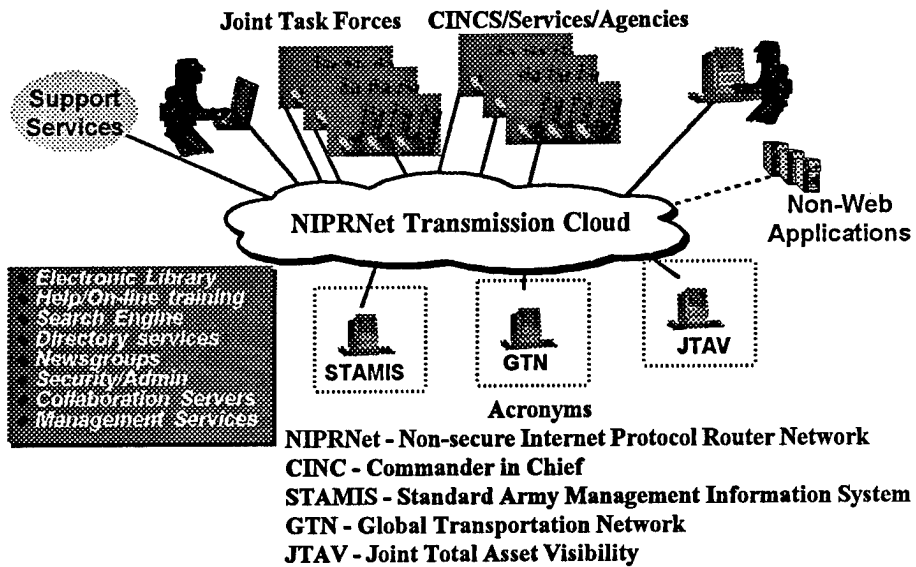 Joint Task Forces
CINCS/Services/Agencies
Support
Services
NIPRNet Transmission Cloud
Non-Web
Applications
Electronic Library
Help/On-line training
Search Engine
Directory services
Newsgroups
Security/Admin
Collaboration Servers
Management Services
STAMIS
GTN
JTAV
Acronyms
NIPRNet - Non-secure Internet Protocol Router Network
CINC - Commander in Chief
STAMIS - Standard Army Management Information System
GTN - Global Transportation Network
JTAV - Joint Total Asset Visibility